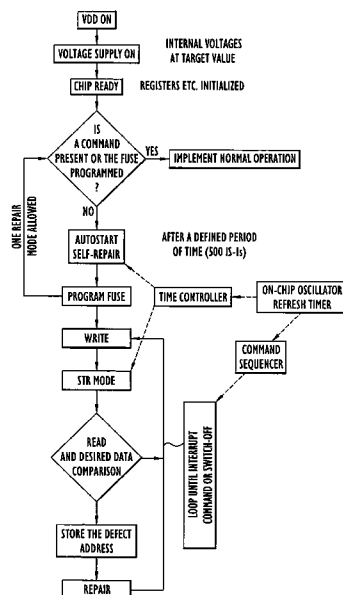 VDD ON
VOLTAGE SUPPLY ON
INTERNAL VOLTAGES
AT TARGET VALUE
CHIP READY
REGISTERS ETC. INITIALIZED
IS
A COMMAND
PRESENT OR THE FUSE
PROGRAMMED
?
YES
IMPLEMENT NORMAL OPERATION
NO
ONE REPAIR
MODE ALLOWED
AUTOSTART
SELF-REPAIR
AFTER A DEFINED PERIOD
OF TIME (500 JS-Is)
PROGRAM FUSE
TIME CONTROLLER
ON-CHIP OSCILLATOR
REFRESH TIMER
WRITE
COMMAND
SEQUENCER
STR MODE
READ
AND DESIRED DATA
COMPARISON
LOOP UNTIL INTERRUPT
COMMAND OR SWITCH-OFF
STORE THE DEFECT
ADDRESS
REPAIR